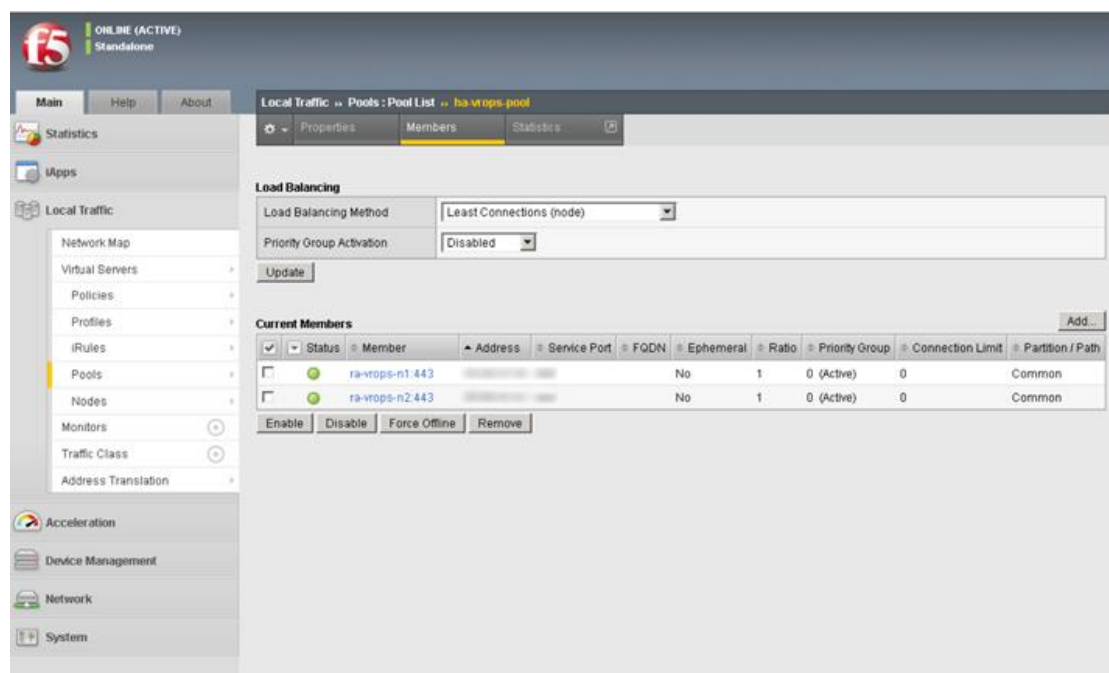 f5
ONLINE (ACTIVE)
Standalone
Main Help About
Statistics
iApps
Local Traffic
Network Map
Virtual Servers
Policies
Profiles
iRules
Pools
Nodes
Monitors
Traffic Class
Address Translation
Acceleration
Device Management
Network
System
Local Traffic ›› Pools : Pool List ›› ha-vrops-pool
Properties Members Statistics
Load Balancing
Load Balancing Method Least Connections (node)
Priority Group Activation Disabled
Update
Current Members Add...
Status Member Address Service Port FQDN Ephemeral Ratio Priority Group Connection Limit Partition / Path
ra-vrops-n1:443 No 1 0 (Active) 0 Common
ra-vrops-n2:443 No 1 0 (Active) 0 Common
Enable Disable Force Offline Remove